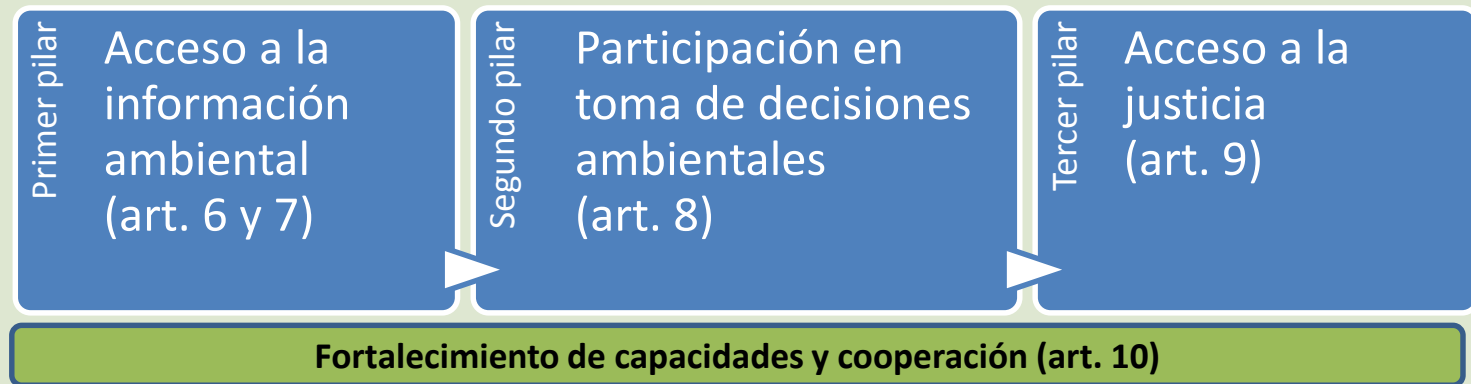 Primer pilar
Acceso a la
información
ambiental
(art. 6 y 7)
Segundo pilar
Participación en
toma de decisiones
ambientales
(art. 8)
Tercer pilar
Acceso a la
justicia
(art. 9)
Fortalecimiento de capacidades y cooperación (art. 10)